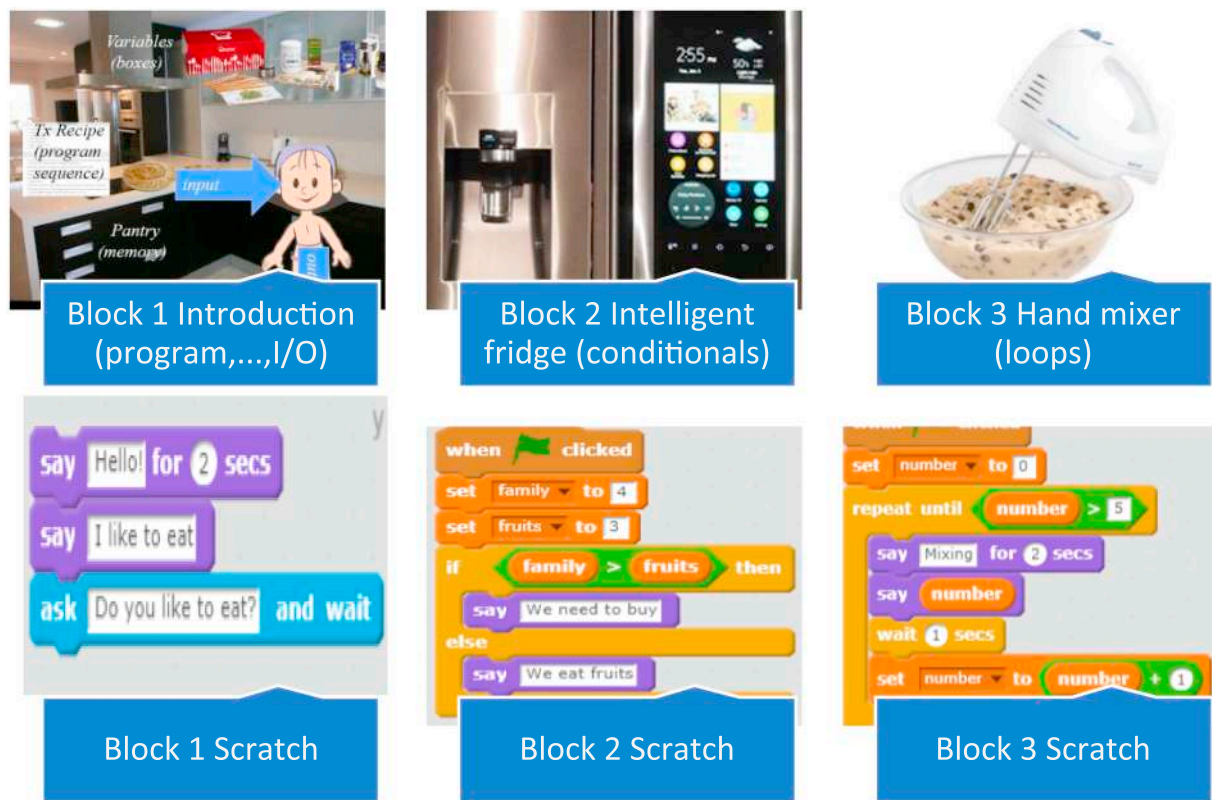 Variables
(boxes)
Tx Recipe
(program
sequence)
input
Pantry
(memory)
Block 1 Introduction
(program,...,I/O)
2:55 PM
50%
Block 2 Intelligent
fridge (conditionals)
Block 3 Hand mixer
(loops)
y
say Hello! for 2 secs
say I like to eat
ask Do you like to eat? and wait
Block 1 Scratch
when clicked
set family to 4
set fruits to 3
if family > fruits then
say We need to buy
else
say We eat fruits
Block 2 Scratch
set number to 0
repeat until number > 5
say Mixing for 2 secs
say number
wait 1 secs
set number to number + 1
Block 3 Scratch